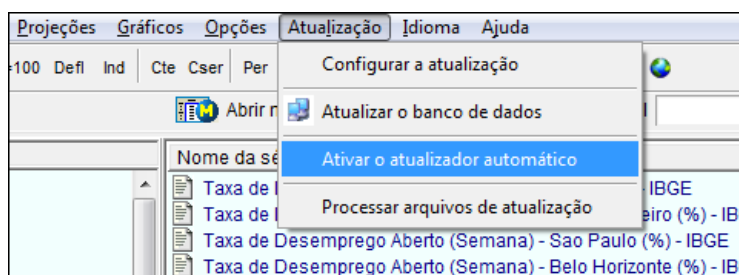 Projeções Gráficos Opções Atualização Idioma Ajuda
=100 Defl Ind Cte Cser Per
Configurar a atualização
Abrir
Atualizar o banco de dados
Nome da
Ativar o atualizador automático
Taxa de IBGE
Processar arquivos de atualização
Taxa de (%) - IB
Taxa de Desemprego Aberto (Semana) - Sao Paulo (%) - IBGE
Taxa de Desemprego Aberto (Semana) - Belo Horizonte (%) - IB